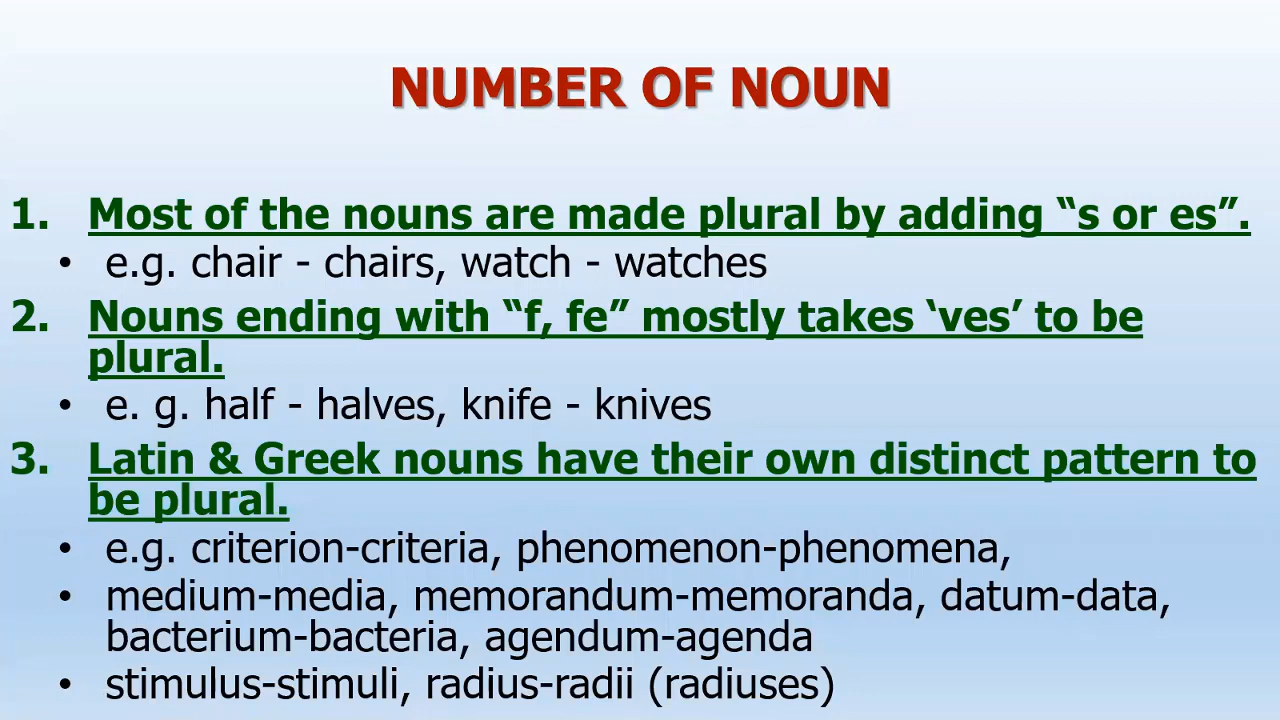 NUMBER OF NOUN
1. Most of the nouns are made plural by adding “s or es”.
• e.g. chair - chairs, watch - watches
2. Nouns ending with “f, fe” mostly takes ‘ves’ to be
plural.
• e. g. half - halves, knife - knives
3. Latin & Greek nouns have their own distinct pattern to
be plural.
• e.g. criterion-criteria, phenomenon-phenomena,
• medium-media, memorandum-memoranda, datum-data,
bacterium-bacteria, agendum-agenda
• stimulus-stimuli, radius-radii (radiuses)